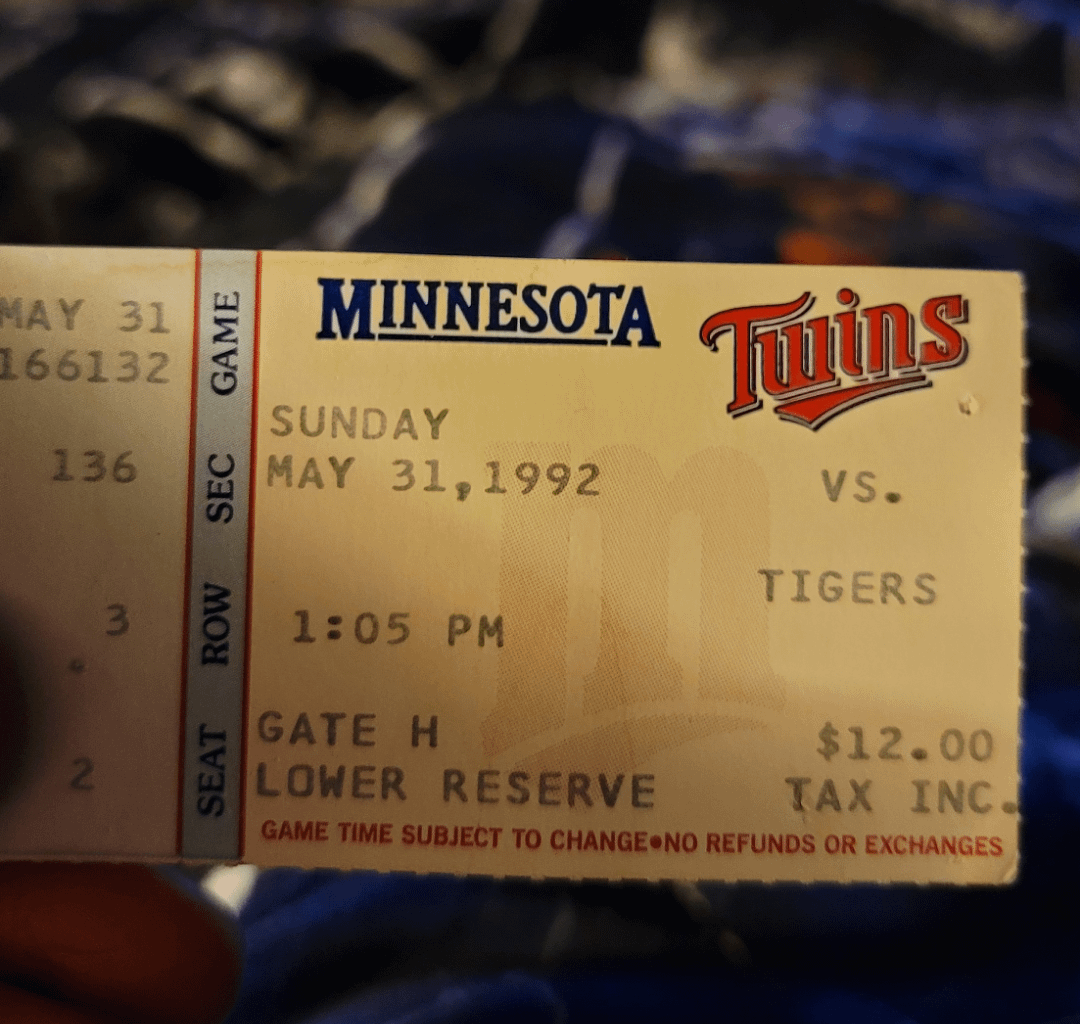 MAY 31
166132
136
3
2
GAME
SEC
ROW
SEAT
MINNESOTA Twins
SUNDAY
MAY 31,1992 VS.
TIGERS
1:05 PM
GATE H $12.00
LOWER RESERVE TAX INC.
GAME TIME SUBJECT TO CHANGE•NO REFUNDS OR EXCHANGES